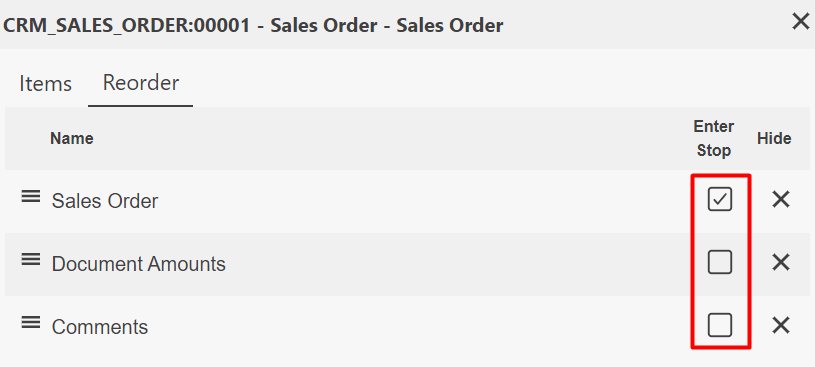 CRM_SALES_ORDER:00001 - Sales Order - Sales Order
Items Reorder
Name Enter Stop Hide
Sales Order
Document Amounts
Comments